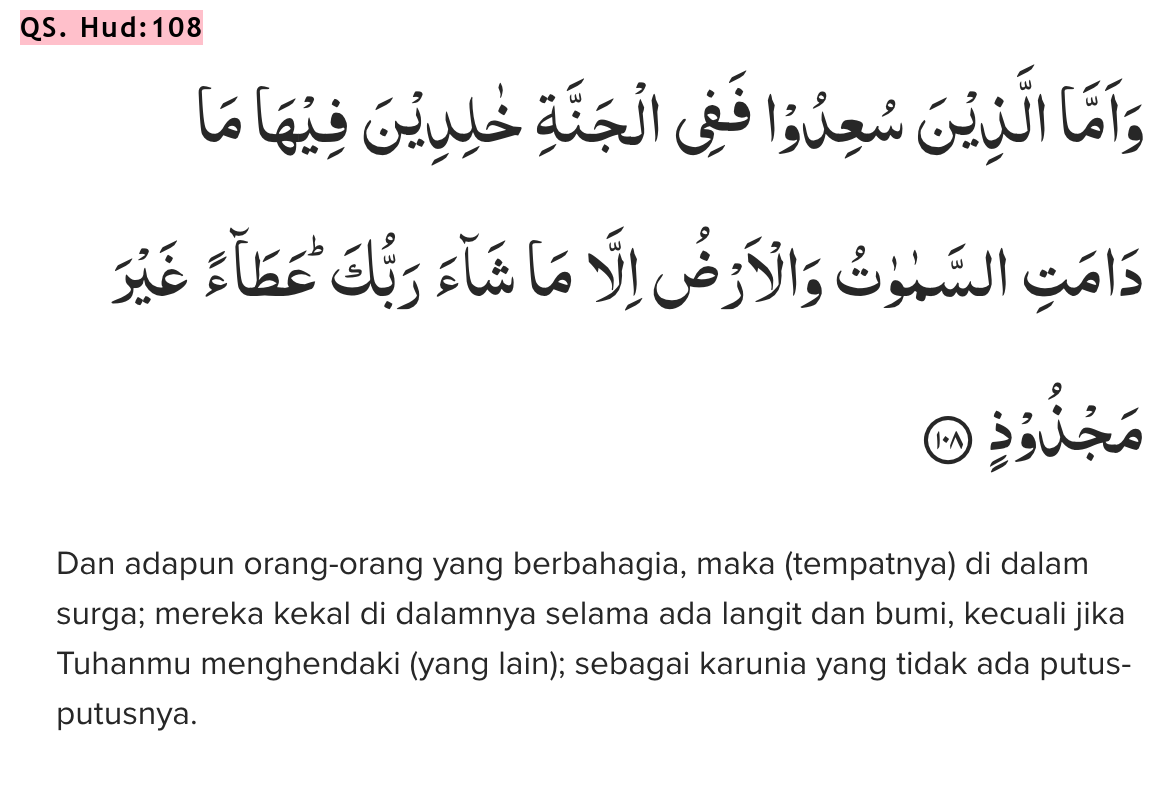 QS. Hud:108
وَاَمَّا الَّذِيْنَ سُعِدُوْا فَفِى الْجَنَّةِ خٰلِدِيْنَ فِيْهَا مَا
دَامَتِ السَّمٰوٰتُ وَالْاَرْضُ اِلَّا مَا شَاۤءَ رَبُّكَۗ عَطَاۤءً غَيْرَ
مَجْذُوْذٍ ١٠٨
Dan adapun orang-orang yang berbahagia, maka (tempatnya) di dalam
surga; mereka kekal di dalamnya selama ada langit dan bumi, kecuali jika
Tuhanmu menghendaki (yang lain); sebagai karunia yang tidak ada putus-
putusnya.